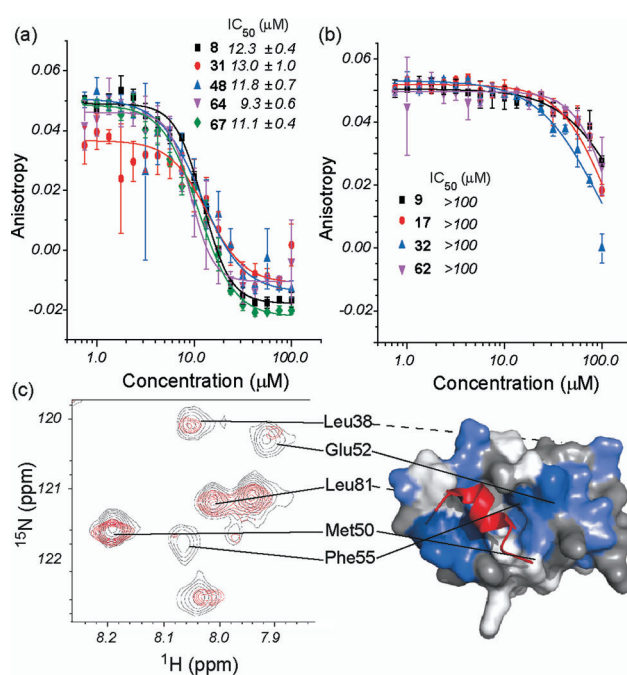 (a)
IC50 (μM)
8 12.3 ±0.4
31 13.0 ± 1.0
48 11.8 ±0.7
64 9.3 ±0.6
67 11.1 ±0.4
0.06
0.04
0.02
0.00
-0.02
Anisotropy
1.0 10.0 100.0
Concentration (μM)
(b)
0.06
0.04
0.02
0.00
-0.02
Anisotropy
IC50 (μM)
9 >100
17 >100
32 >100
62 >100
1.0 10.0 100.0
Concentration (μM)
(c)
120
121
122
15N (ppm)
8.2 8.1 8.0 7.9
1H (ppm)
Leu38
Glu52
Leu81
Met50
Phe55